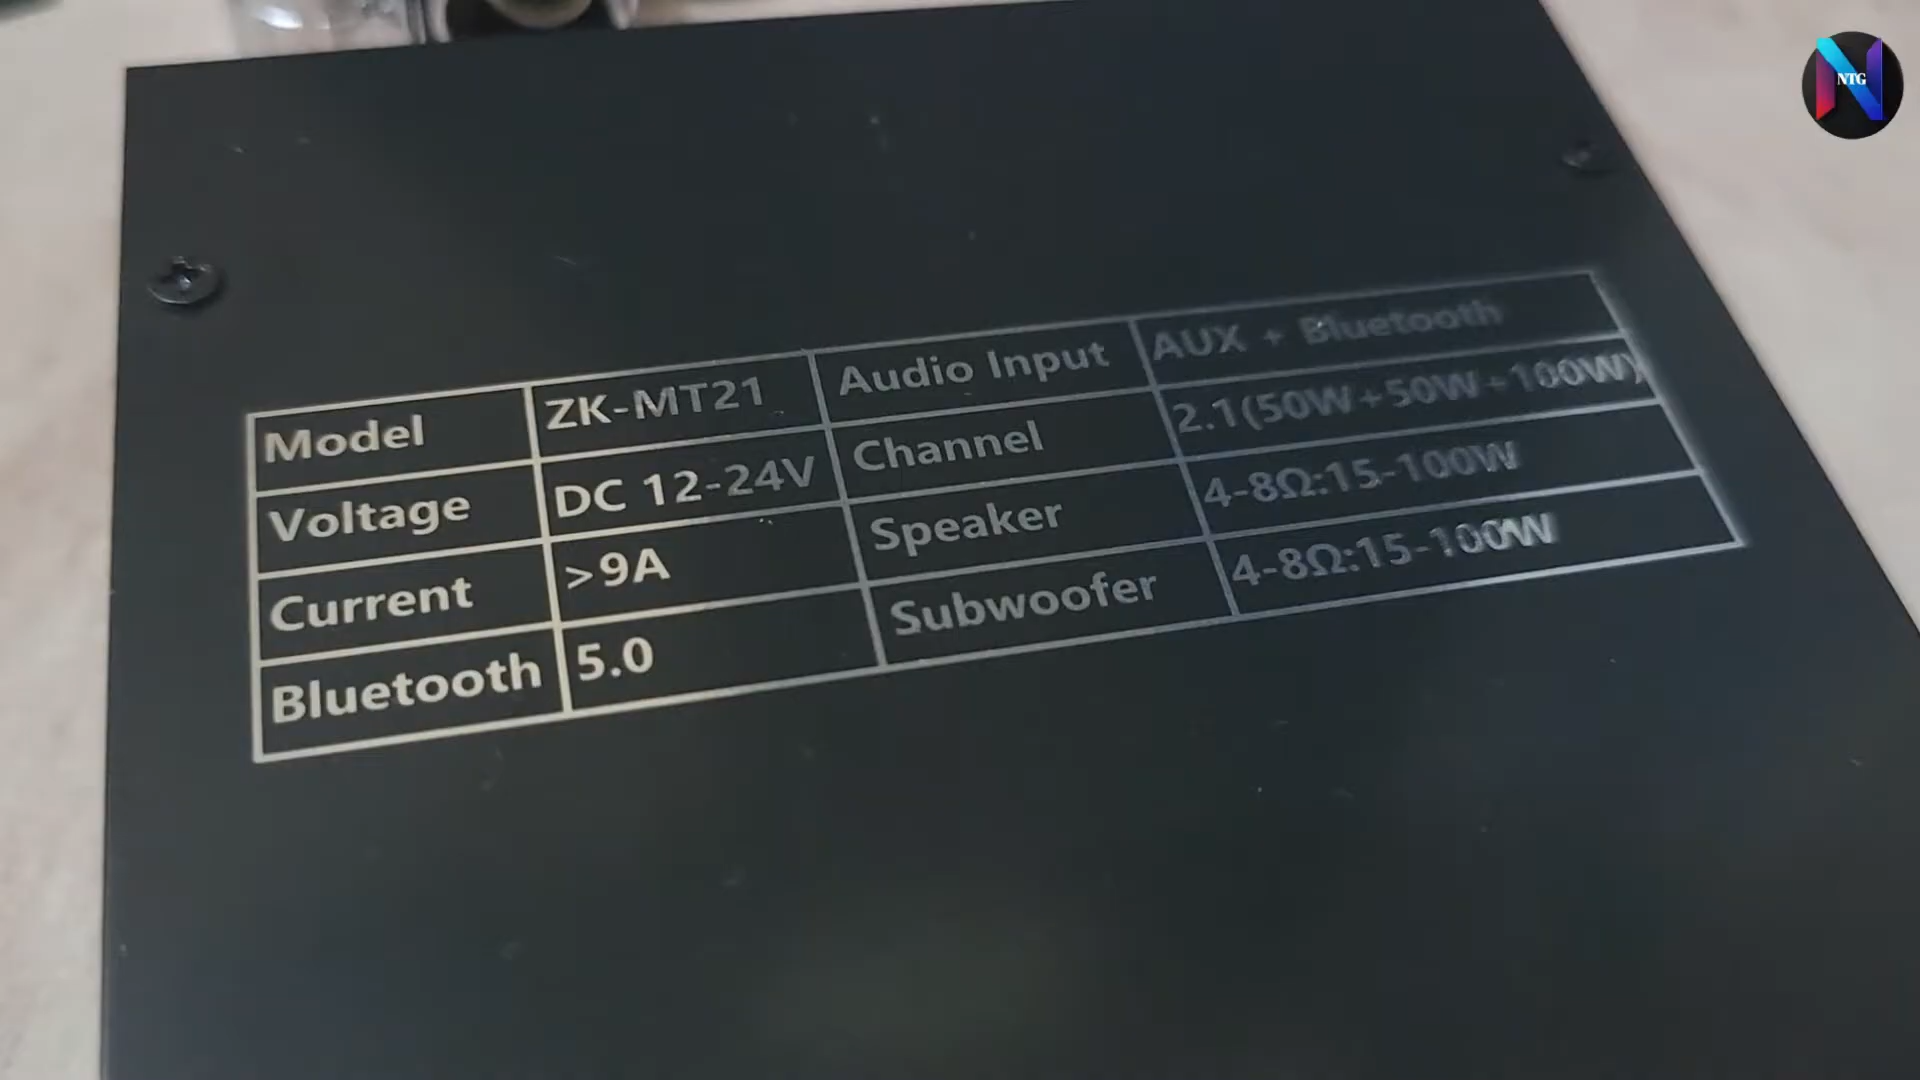 Model ZK-MT21 Audio Input AUX + Bluetooth
Voltage DC 12-24V Channel 2.1(50W+50W+100W)
Current >9A Speaker 4-8Ω:15-100W
Bluetooth 5.0 Subwoofer 4-8Ω:15-100W
NTG